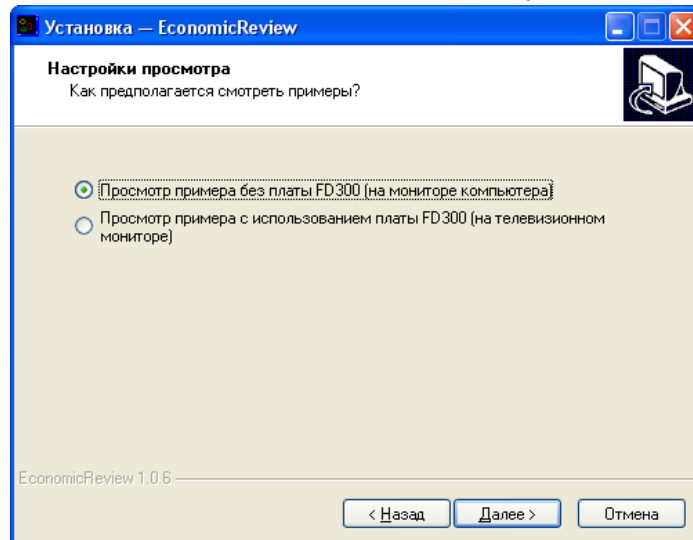 Установка — EconomicReview
Настройки просмотра
Как предполагается смотреть примеры?
Просмотр примера без платы FD300 (на мониторе компьютера)
Просмотр примера с использованием платы FD300 (на телевизионном
мониторе)
EconomicReview 1.0.6
< Назад
Далее >
Отмена